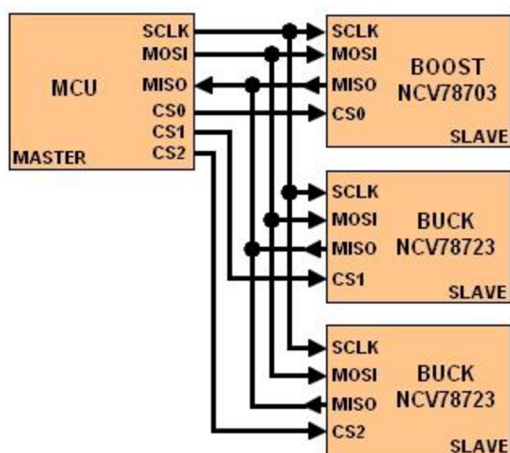 SCLK
MOSI
MISO
CS0
CS1
CS2
MCU
MASTER
SCLK
MOSI
MISO
CS0
BOOST
NCV78703
SLAVE
SCLK
MOSI
MISO
CS1
BUCK
NCV78723
SLAVE
SCLK
MOSI
MISO
CS2
BUCK
NCV78723
SLAVE